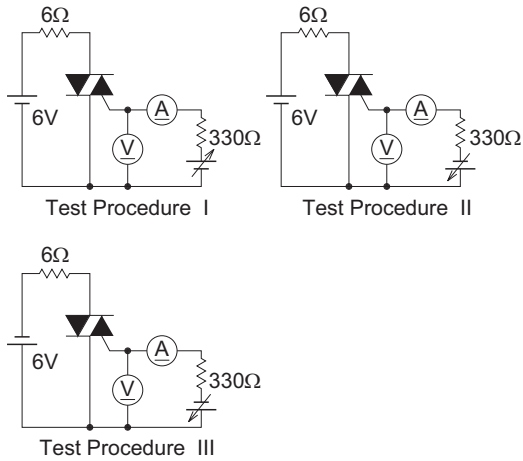 6Ω
6V
A
V
330Ω
Test Procedure I
6Ω
6V
A
V
330Ω
Test Procedure II
6Ω
6V
A
V
330Ω
Test Procedure III